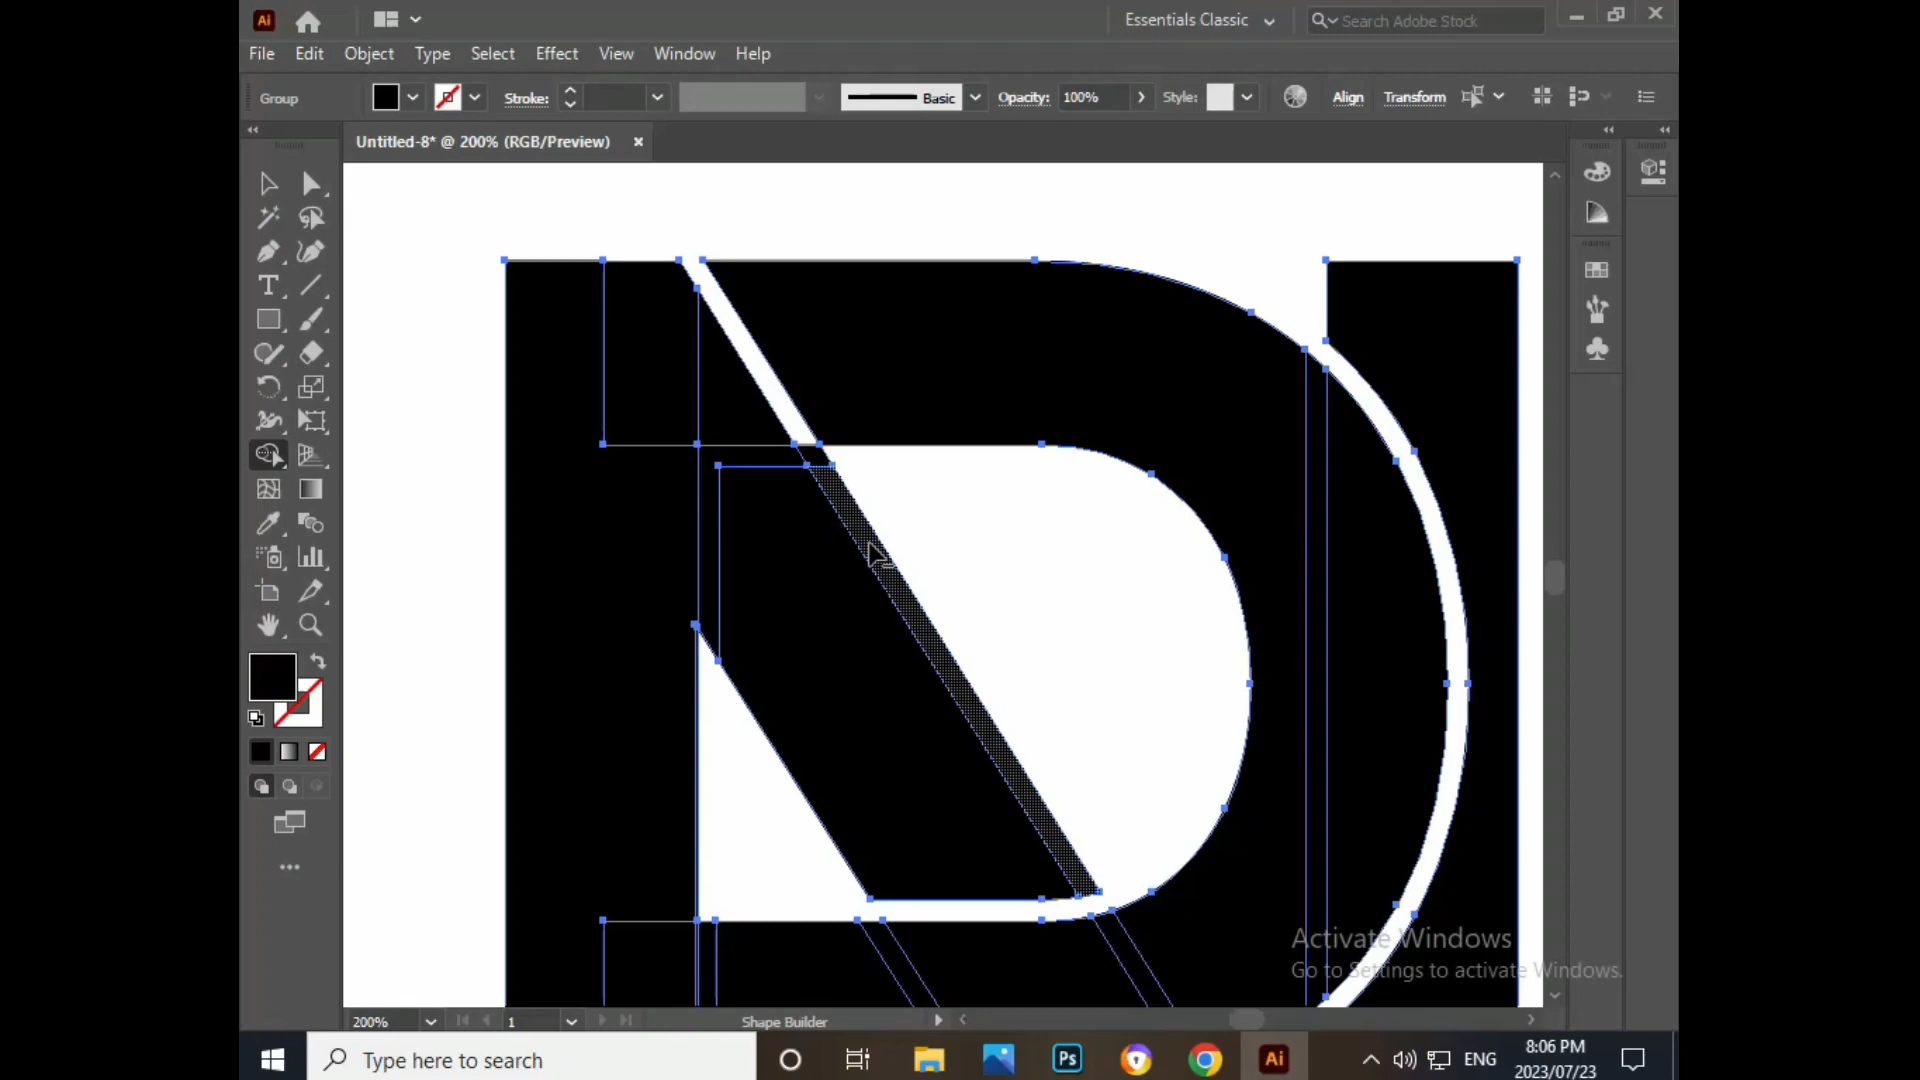 Ai
Essentials Classic
Search Adobe Stock
File Edit Object Type Select Effect View Window Help
Group
Stroke:
Basic
Opacity: 100%
Style:
Align
Transform
Untitled-8* @ 200% (RGB/Preview)
Activate Windows
Go to Settings to activate Windows.
200%
1
Shape Builder
Type here to search
Ps
Ai
ENG
8:06 PM
2023/07/23